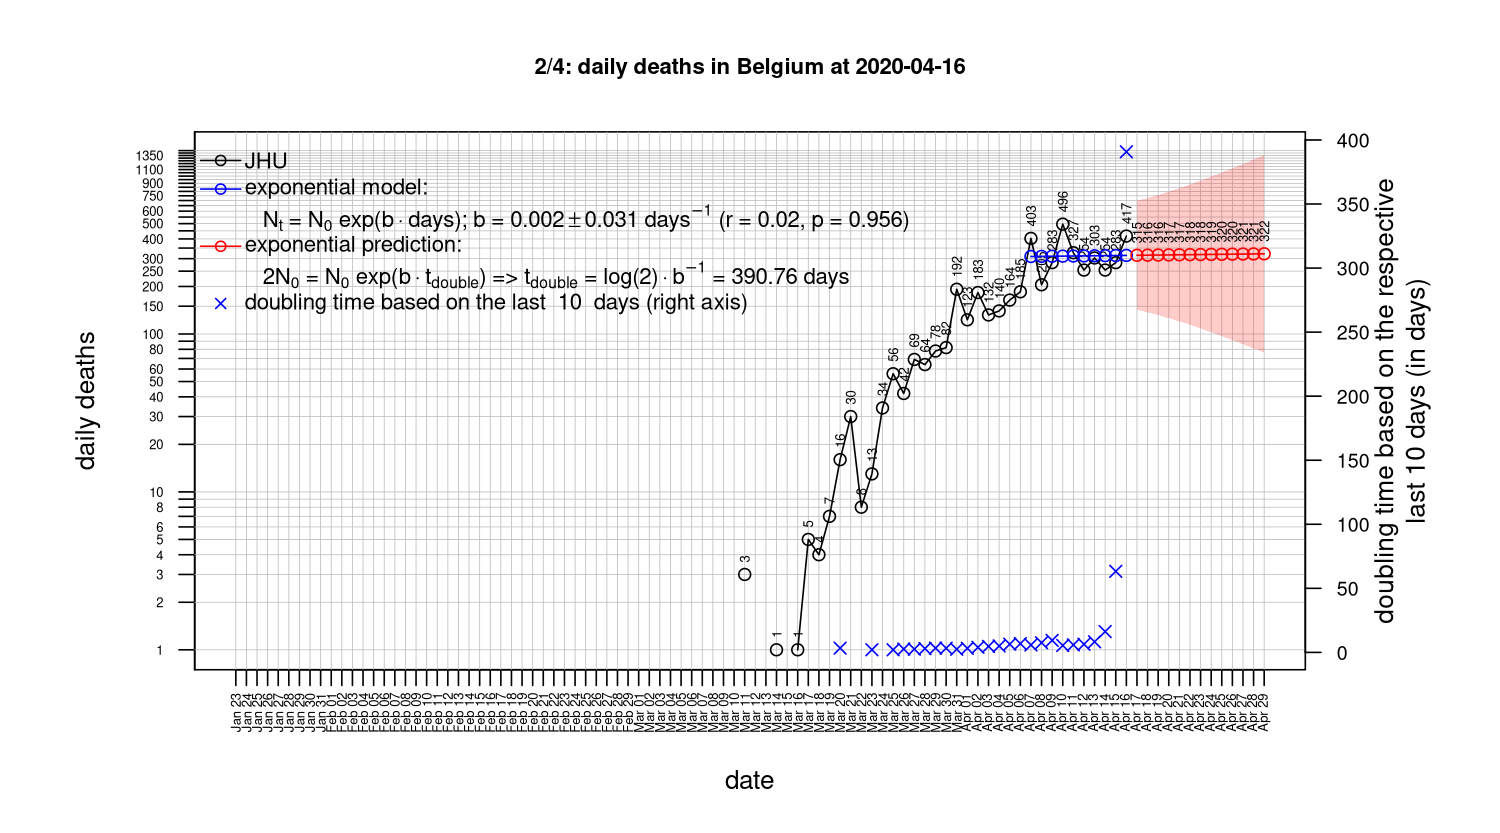 2/4: daily deaths in Belgium at 2020-04-16
JHU
exponential model:
Nt = N0 exp(b · days); b = 0.002 ± 0.031 days−1 (r = 0.02, p = 0.956)
exponential prediction:
2N0 = N0 exp(b · tdouble) => tdouble = log(2) · b−1 = 390.76 days
doubling time based on the last 10 days (right axis)
daily deaths
1350
1100
900
750
600
500
400
300
250
200
150
100
80
60
50
40
30
20
10
8
6
5
4
3
2
1
3
1
1
5
4
7
16
30
8
13
34
56
42
69
64
78
82
192
123
183
132
140
164
185
403
283
496
327
303
283
417
315
316
316
316
317
317
318
318
319
320
320
321
321
322
400
350
300
250
200
150
100
50
0
doubling time based on the respective
last 10 days (in days)
Jan 23
Jan 24
Jan 25
Jan 26
Jan 27
Jan 28
Jan 29
Jan 30
Jan 31
Feb 01
Feb 02
Feb 03
Feb 04
Feb 05
Feb 06
Feb 07
Feb 08
Feb 09
Feb 10
Feb 11
Feb 12
Feb 13
Feb 14
Feb 15
Feb 16
Feb 17
Feb 18
Feb 19
Feb 20
Feb 21
Feb 22
Feb 23
Feb 24
Feb 25
Feb 26
Feb 27
Feb 28
Feb 29
Mar 01
Mar 02
Mar 03
Mar 04
Mar 05
Mar 06
Mar 07
Mar 08
Mar 09
Mar 10
Mar 11
Mar 12
Mar 13
Mar 14
Mar 15
Mar 16
Mar 17
Mar 18
Mar 19
Mar 20
Mar 21
Mar 22
Mar 23
Mar 24
Mar 25
Mar 26
Mar 27
Mar 28
Mar 29
Mar 30
Mar 31
Apr 01
Apr 02
Apr 03
Apr 04
Apr 05
Apr 06
Apr 07
Apr 08
Apr 09
Apr 10
Apr 11
Apr 12
Apr 13
Apr 14
Apr 15
Apr 16
Apr 17
Apr 18
Apr 19
Apr 20
Apr 21
Apr 22
Apr 23
Apr 24
Apr 25
Apr 26
Apr 27
Apr 28
Apr 29
date